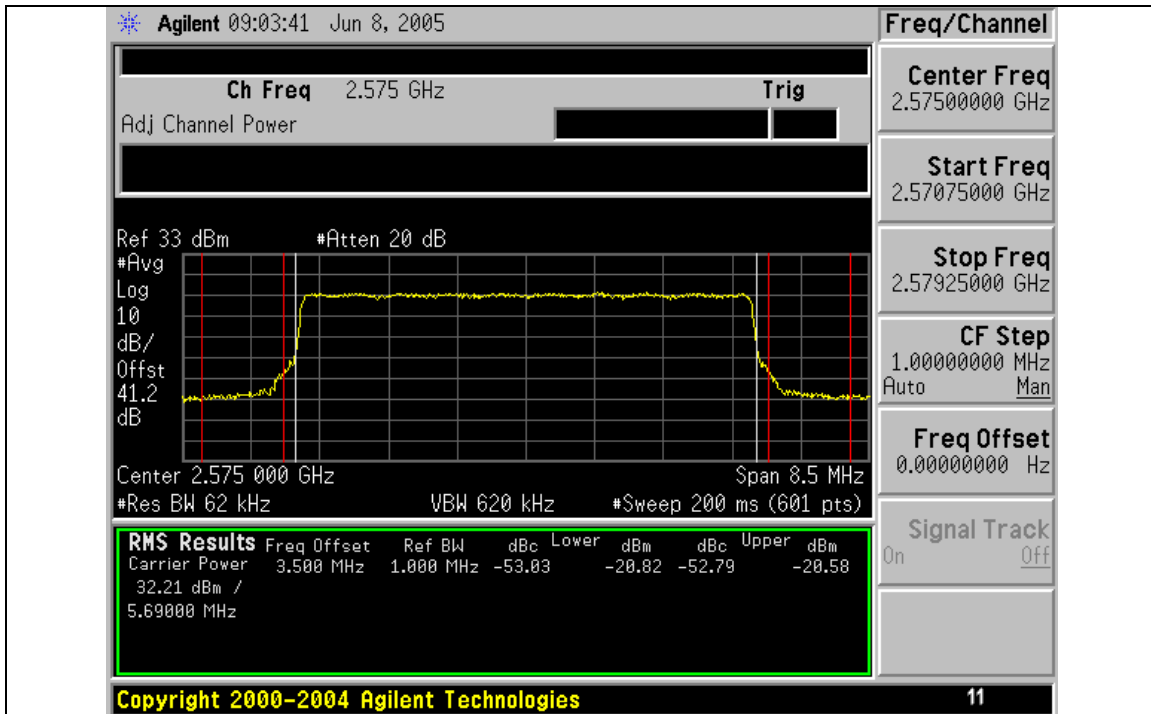 Agilent 09:03:41 Jun 8, 2005
Freq/Channel
Ch Freq 2.575 GHz Trig
Adj Channel Power
Center Freq
2.57500000 GHz
Start Freq
2.57075000 GHz
Stop Freq
2.57925000 GHz
CF Step
1.00000000 MHz
Auto Man
Freq Offset
0.00000000 Hz
Signal Track
On Off
Ref 33 dBm #Atten 20 dB
#Avg
Log
10
dB/
Offst
41.2
dB
Center 2.575 000 GHz Span 8.5 MHz
#Res BW 62 kHz VBW 620 kHz #Sweep 200 ms (601 pts)
RMS Results Freq Offset Ref BW dBc Lower dBm dBc Upper dBm
Carrier Power 3.500 MHz 1.000 MHz -53.03 -20.82 -52.79 -20.58
32.21 dBm /
5.69000 MHz
Copyright 2000-2004 Agilent Technologies
11